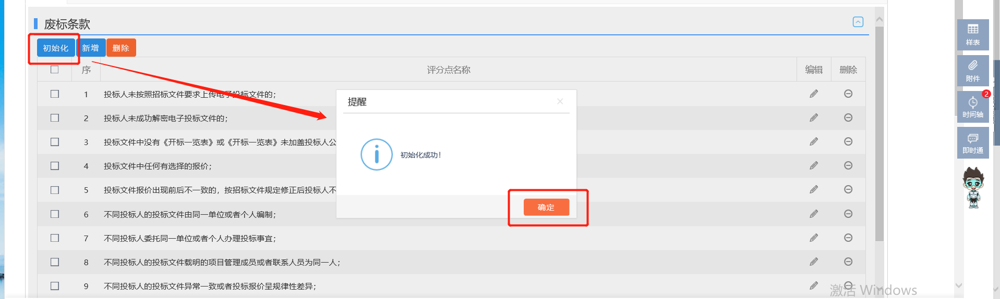 废标条款
初始化 新增 删除
序 评分点名称 编辑 删除
1 投标人未按照招标文件要求上传电子投标文件的；
2 投标人未成功解密电子投标文件的；
3 投标文件中没有《开标一览表》或《开标一览表》未加盖投标人公
4 投标文件中任何有选择的报价；
5 投标文件报价出现前后不一致的，按招标文件规定修正后投标人不
6 不同投标人的投标文件由同一单位或者个人编制；
7 不同投标人委托同一单位或者个人办理投标事宜；
8 不同投标人的投标文件载明的项目管理成员或者联系人员为同一人；
9 不同投标人的投标文件异常一致或者投标报价呈规律性差异；
提醒
初始化成功！
确定
样表
附件
2
时间轴
即时通
激活 Windows